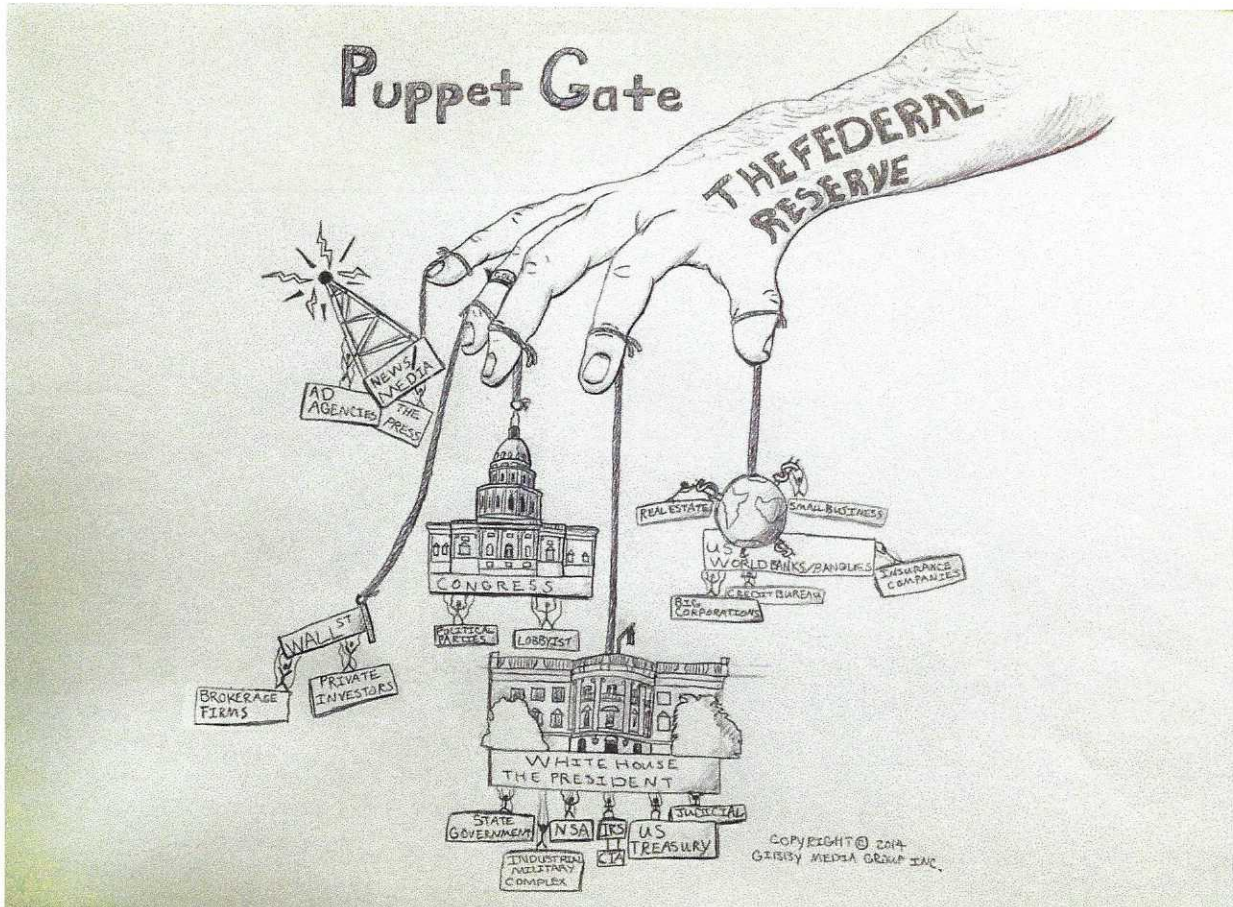 Puppet Gate
THE FEDERAL
RESERVE
NEWS/
MEDIA
AD
AGENCIES
THE
PRESS
REAL ESTATE
SMALL BUSINESS
US
WORLD BANKS/BANQUES
INSURANCE
COMPANIES
CREDIT BUREAU
BIG
CORPORATIONS
CONGRESS
POLITICAL
PARTIES
LOBBYIST
WALL ST
BROKERAGE
FIRMS
PRIVATE
INVESTORS
WHITE HOUSE
THE PRESIDENT
STATE
GOVERNMENT
INDUSTRIAL
MILITARY
COMPLEX
NSA
IRS
CIA
US
TREASURY
JUDICIAL
COPYRIGHT © 2014
GIBBY MEDIA GROUP INC.